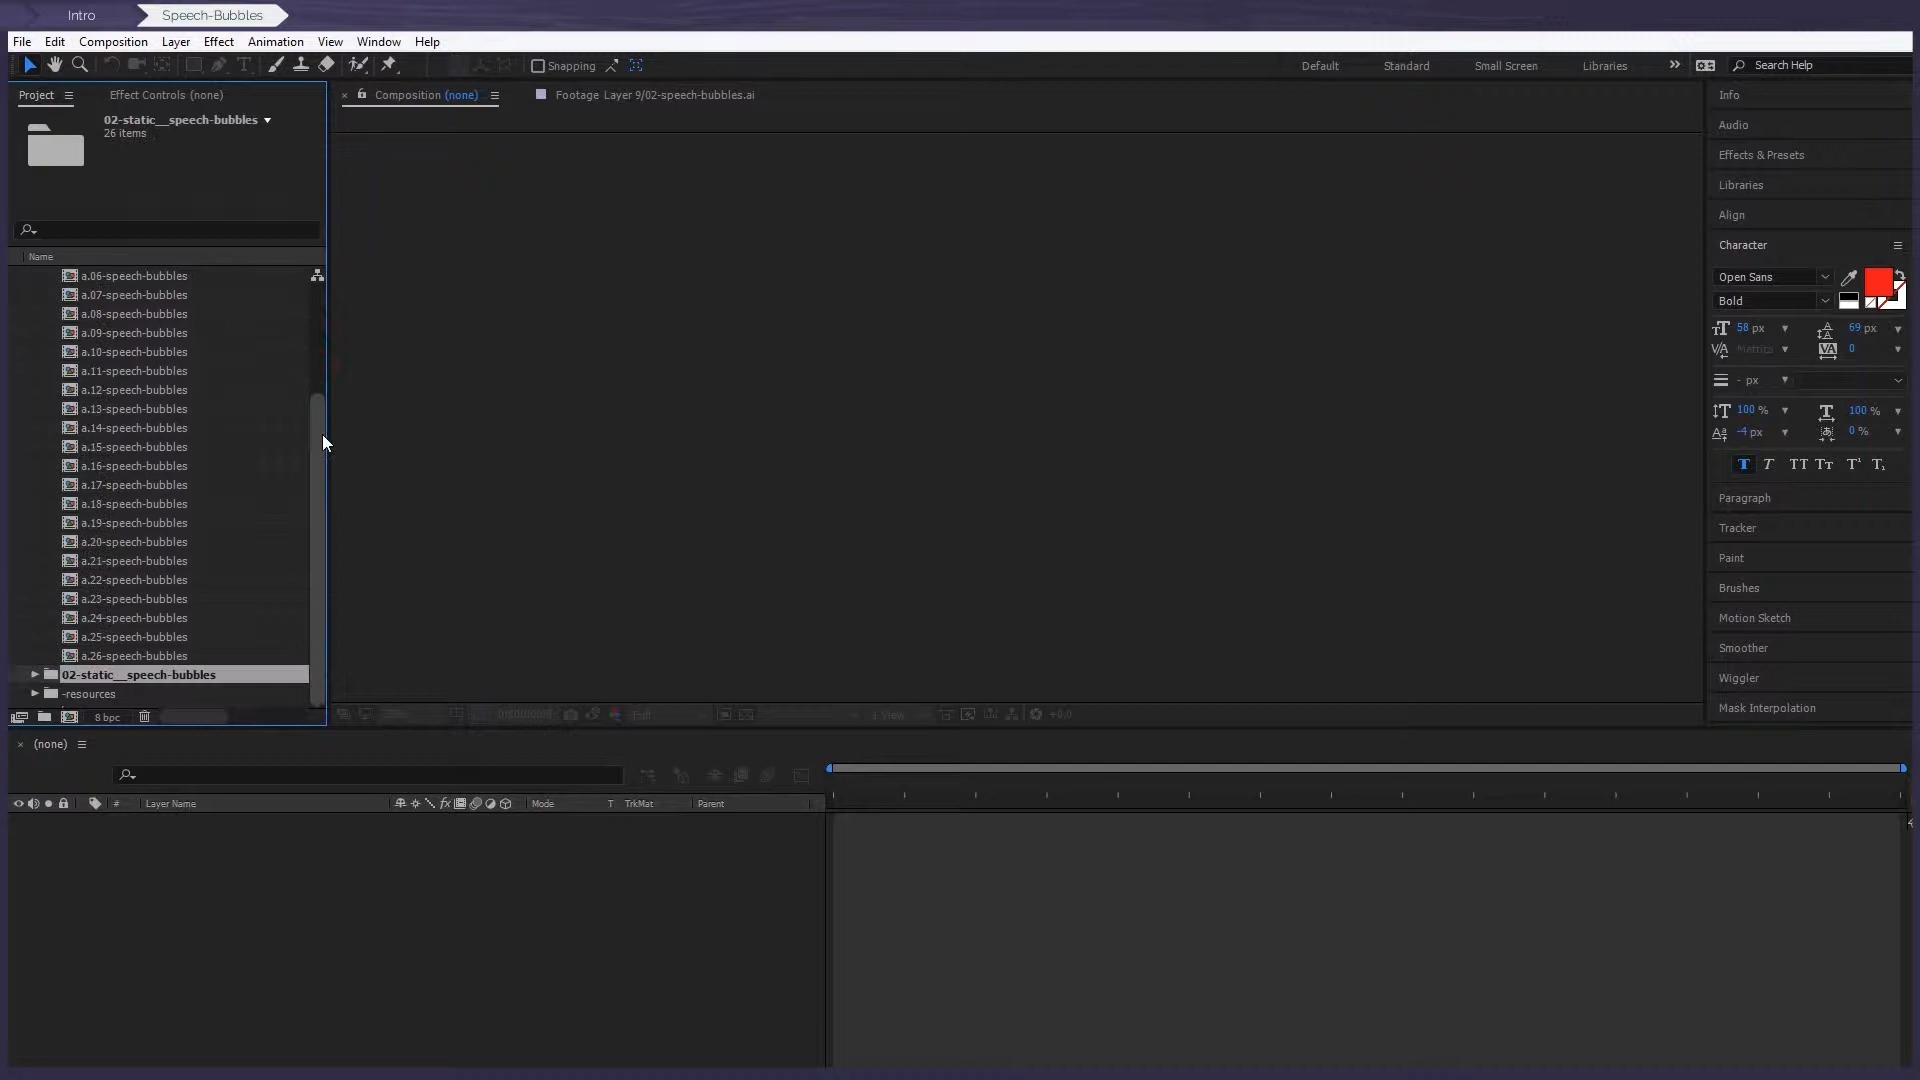 Intro
Speech-Bubbles
File Edit Composition Layer Effect Animation View Window Help
Snapping
Default Standard Small Screen Libraries
Search Help
Project
Effect Controls (none)
Composition (none)
Footage Layer 9/02-speech-bubbles.ai
02-static__speech-bubbles
26 items
Name
a.06-speech-bubbles
a.07-speech-bubbles
a.08-speech-bubbles
a.09-speech-bubbles
a.10-speech-bubbles
a.11-speech-bubbles
a.12-speech-bubbles
a.13-speech-bubbles
a.14-speech-bubbles
a.15-speech-bubbles
a.16-speech-bubbles
a.17-speech-bubbles
a.18-speech-bubbles
a.19-speech-bubbles
a.20-speech-bubbles
a.21-speech-bubbles
a.22-speech-bubbles
a.23-speech-bubbles
a.24-speech-bubbles
a.25-speech-bubbles
a.26-speech-bubbles
02-static__speech-bubbles
-resources
8 bpc
Full
1 View
+0.0
Info
Audio
Effects & Presets
Libraries
Align
Character
Open Sans
Bold
58 px
69 px
Metrics
0
- px
100 %
100 %
-4 px
0 %
Paragraph
Tracker
Paint
Brushes
Motion Sketch
Smoother
Wiggler
Mask Interpolation
(none)
# Layer Name
Mode T TrkMat Parent